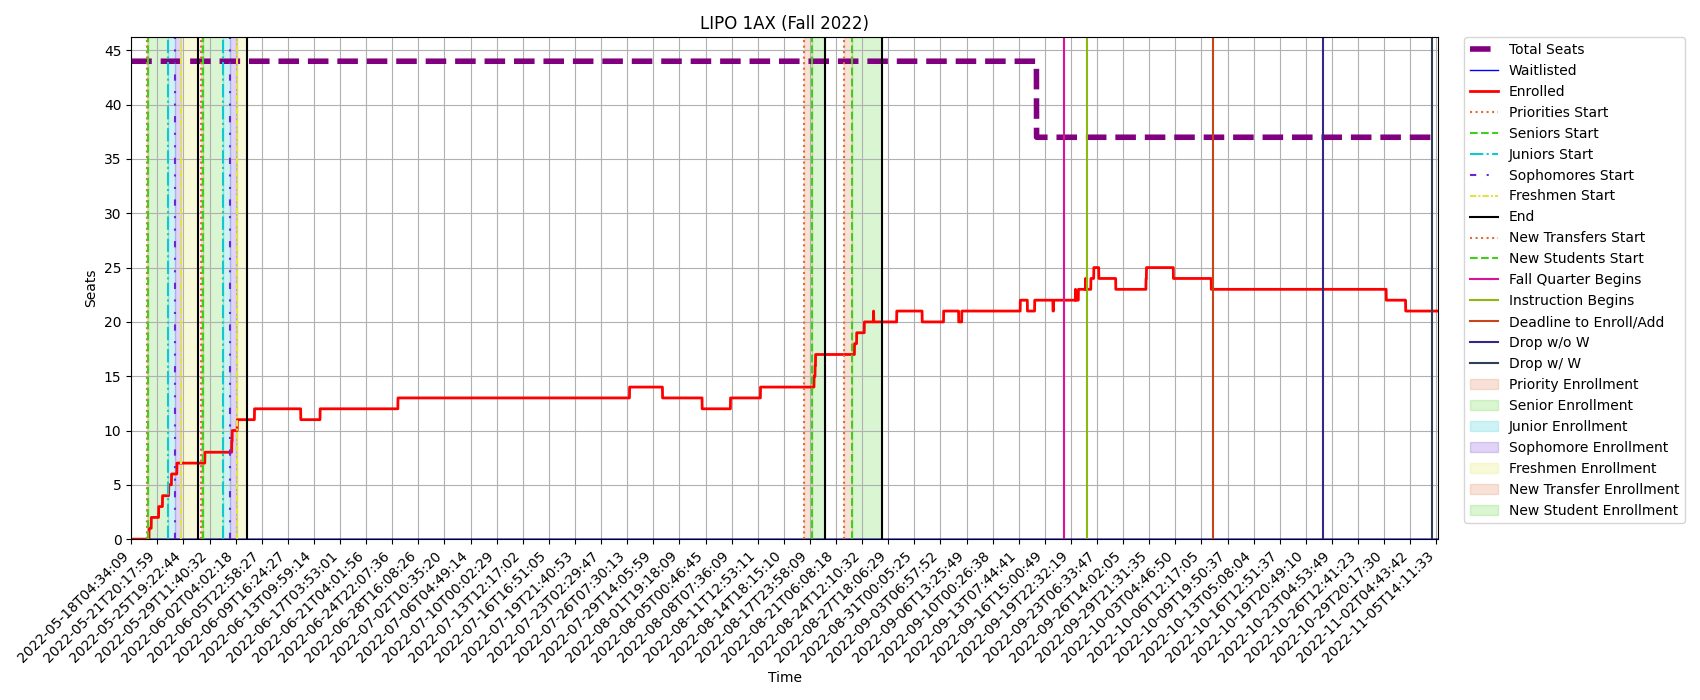 LIPO 1AX (Fall 2022)
Seats
45
40
35
30
25
20
15
10
5
0
2022-05-18T04:34:09
2022-05-21T20:17:59
2022-05-25T19:22:44
2022-05-29T11:40:32
2022-06-02T04:02:18
2022-06-05T22:58:27
2022-06-09T16:24:27
2022-06-13T09:59:14
2022-06-17T03:53:01
2022-06-21T04:01:56
2022-06-24T22:07:36
2022-06-28T16:08:26
2022-07-02T10:35:20
2022-07-06T04:49:14
2022-07-10T00:02:29
2022-07-13T12:17:02
2022-07-16T16:51:05
2022-07-19T21:40:53
2022-07-23T02:29:47
2022-07-26T07:30:13
2022-07-29T14:05:59
2022-08-01T19:18:09
2022-08-05T00:46:45
2022-08-08T07:36:09
2022-08-11T12:53:11
2022-08-14T18:15:10
2022-08-17T23:58:09
2022-08-21T06:08:18
2022-08-24T12:10:32
2022-08-27T18:06:29
2022-08-31T00:05:25
2022-09-03T06:57:52
2022-09-06T13:25:49
2022-09-10T00:26:38
2022-09-13T07:44:41
2022-09-16T15:00:49
2022-09-19T22:32:19
2022-09-23T06:33:47
2022-09-26T14:02:05
2022-09-29T21:31:35
2022-10-03T04:46:50
2022-10-06T12:17:05
2022-10-09T19:50:37
2022-10-13T05:08:04
2022-10-16T12:51:37
2022-10-19T20:49:10
2022-10-23T04:53:49
2022-10-26T12:41:23
2022-10-29T20:17:30
2022-11-02T04:43:42
2022-11-05T14:11:33
Time
Total Seats
Waitlisted
Enrolled
Priorities Start
Seniors Start
Juniors Start
Sophomores Start
Freshmen Start
End
New Transfers Start
New Students Start
Fall Quarter Begins
Instruction Begins
Deadline to Enroll/Add
Drop w/o W
Drop w/ W
Priority Enrollment
Senior Enrollment
Junior Enrollment
Sophomore Enrollment
Freshmen Enrollment
New Transfer Enrollment
New Student Enrollment